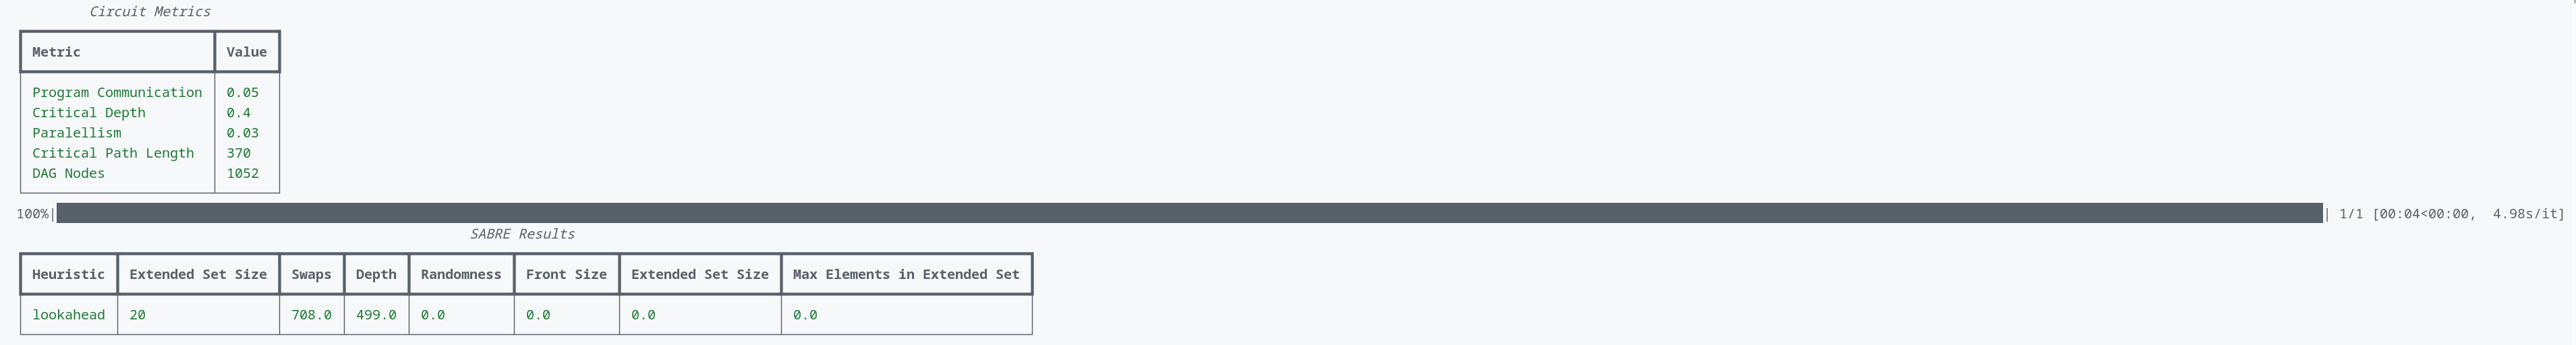 Circuit Metrics
Metric Value
Program Communication 0.05
Critical Depth 0.4
Paralellism 0.03
Critical Path Length 370
DAG Nodes 1052
100%| | 1/1 [00:04<00:00,  4.98s/it]
SABRE Results
Heuristic Extended Set Size Swaps Depth Randomness Front Size Extended Set Size Max Elements in Extended Set
lookahead 20 708.0 499.0 0.0 0.0 0.0 0.0